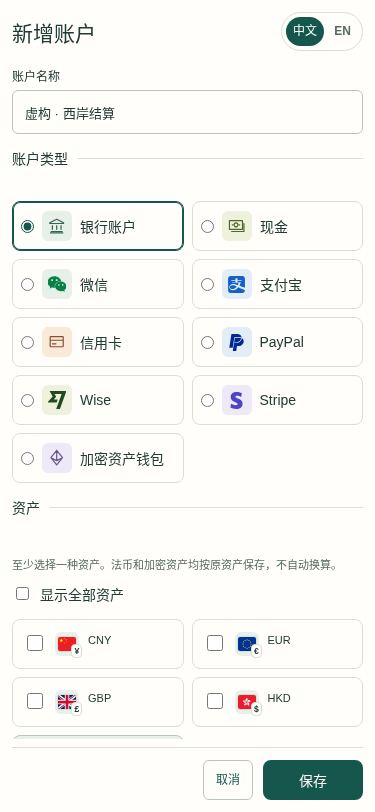 新增账户
中文 EN
账户名称
虚构 · 西岸结算
账户类型
银行账户 现金
微信 支付宝
信用卡 PayPal
Wise Stripe
加密资产钱包
资产
至少选择一种资产。法币和加密资产均按原资产保存，不自动换算。
显示全部资产
¥ CNY € EUR
£ GBP $ HKD
取消 保存